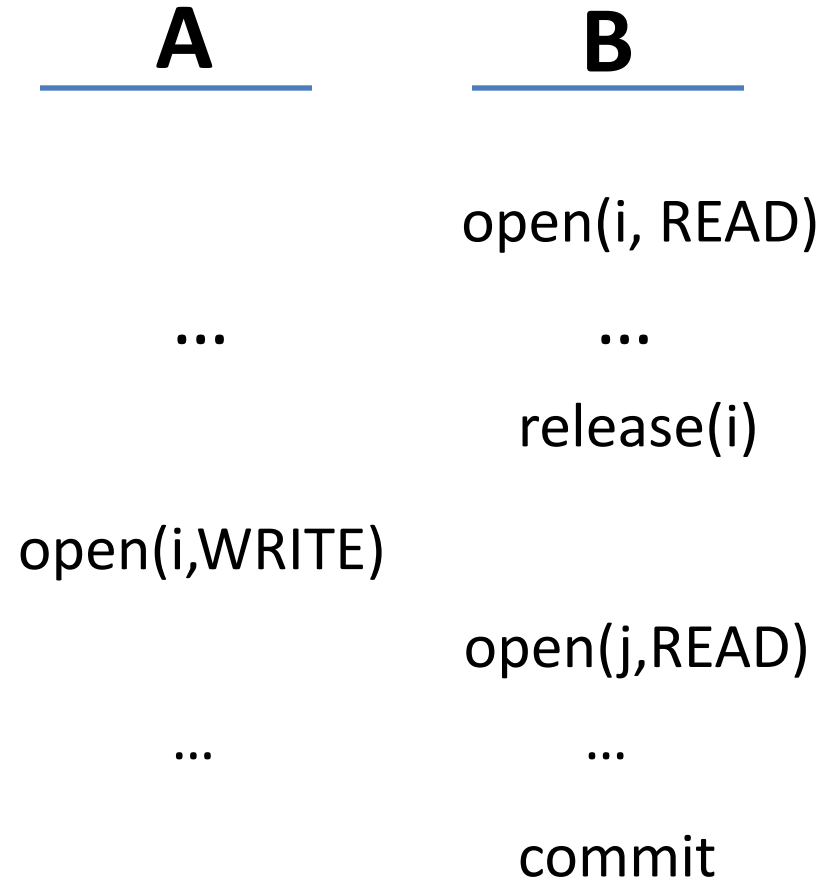 A B
open(i, READ)
... ...
release(i)
open(i,WRITE)
open(j,READ)
... ...
commit